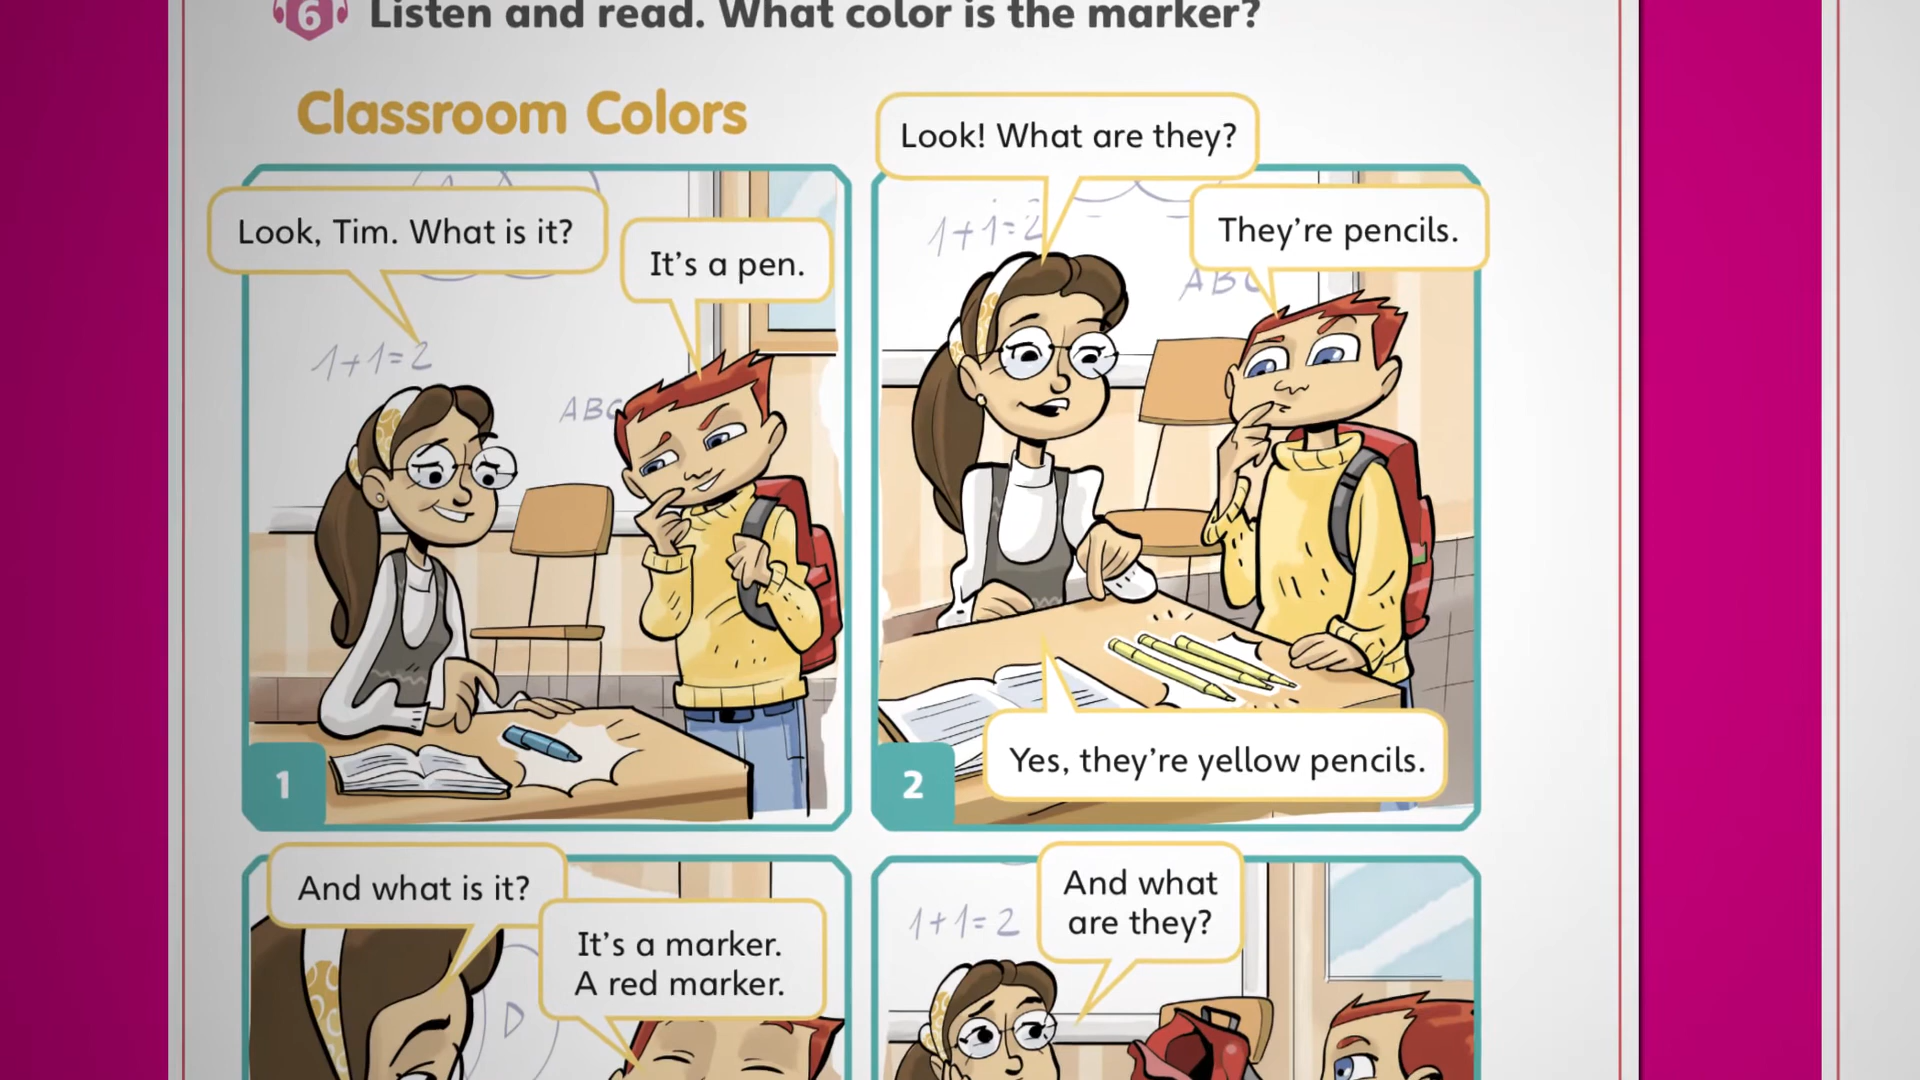 6 Listen and read. What color is the marker?
Classroom Colors
Look, Tim. What is it?
It's a pen.
1+1=2
ABC
1
Look! What are they?
They're pencils.
1+1=2
ABC
Yes, they're yellow pencils.
2
And what is it?
It's a marker.
A red marker.
And what
are they?
1+1=2